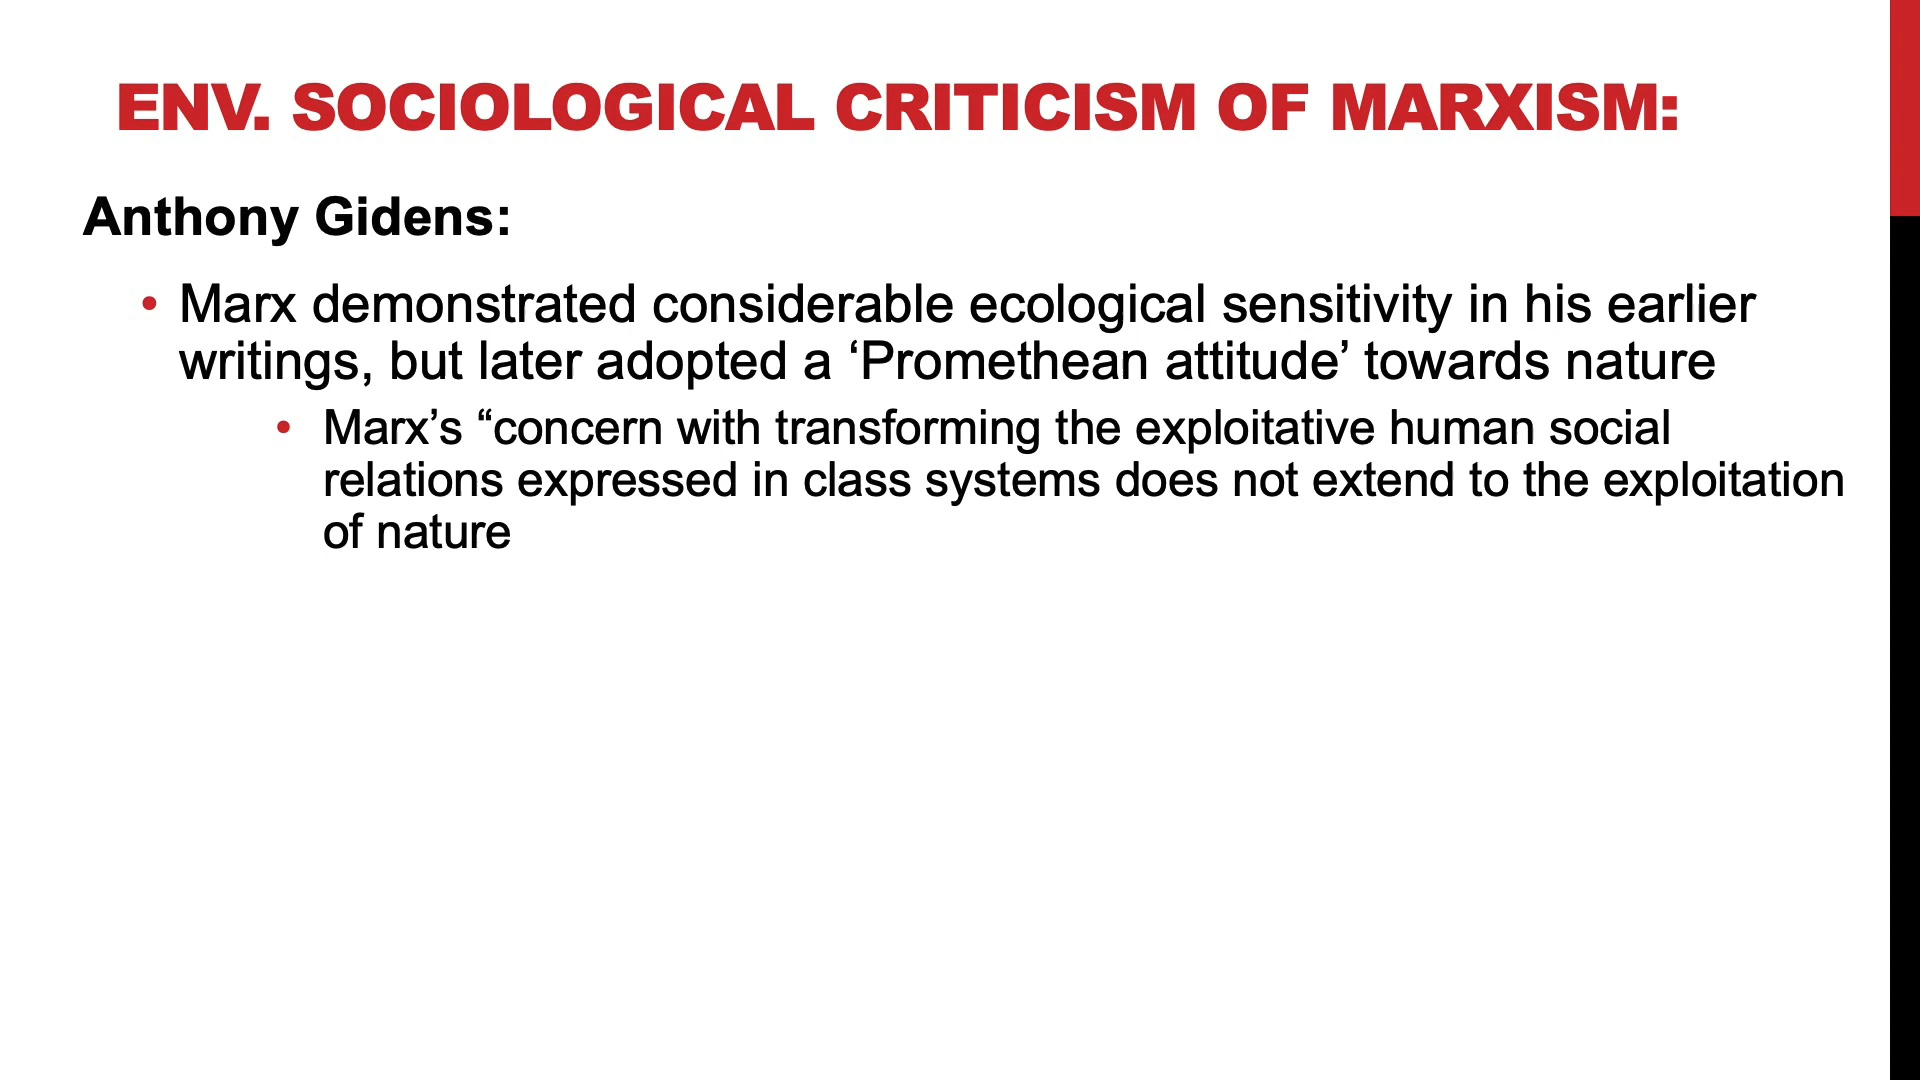 ENV. SOCIOLOGICAL CRITICISM OF MARXISM:
Anthony Gidens:
• Marx demonstrated considerable ecological sensitivity in his earlier
writings, but later adopted a ‘Promethean attitude’ towards nature
• Marx’s “concern with transforming the exploitative human social
relations expressed in class systems does not extend to the exploitation
of nature